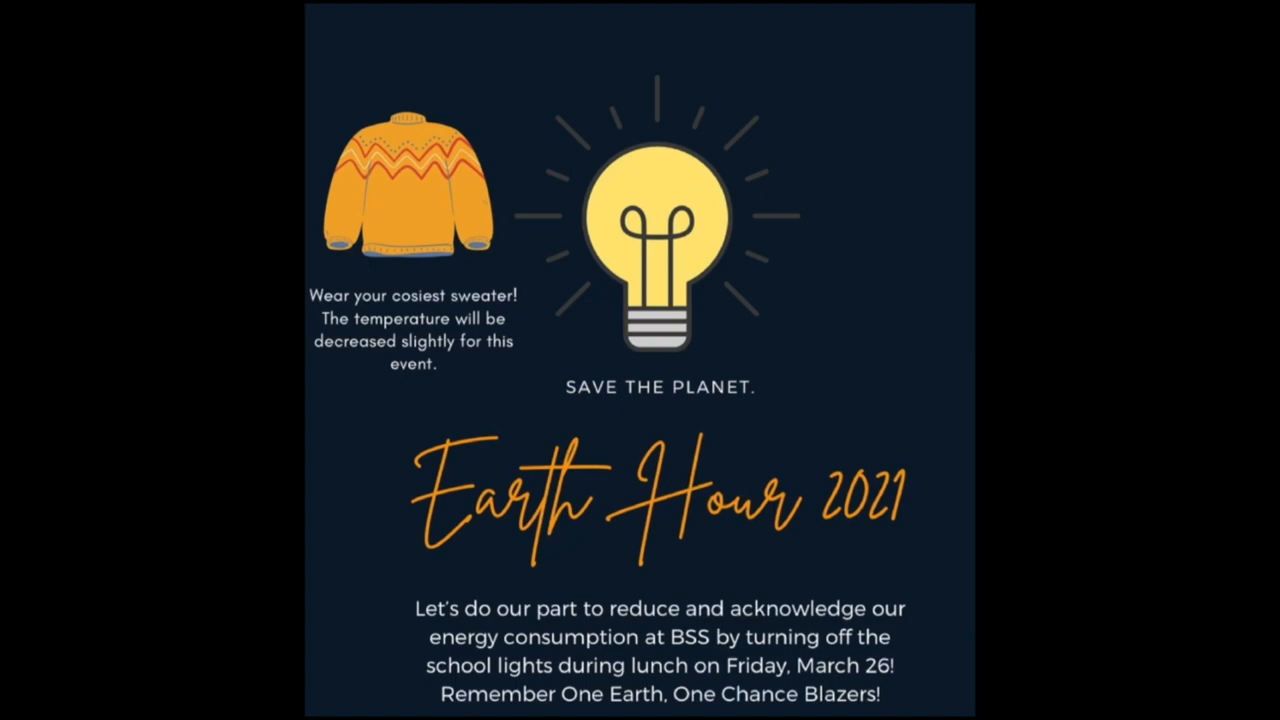 Wear your cosiest sweater!
The temperature will be
decreased slightly for this
event.
SAVE THE PLANET.
Earth Hour 2021
Let's do our part to reduce and acknowledge our
energy consumption at BSS by turning off the
school lights during lunch on Friday, March 26!
Remember One Earth, One Chance Blazers!